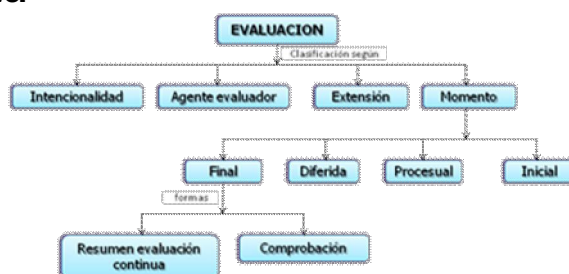 EVALUACION
Clasificación según
Intencionalidad Agente evaluador Extensión Momento
Final Diferida Procesual Inicial
formas
Resumen evaluación
continua
Comprobación